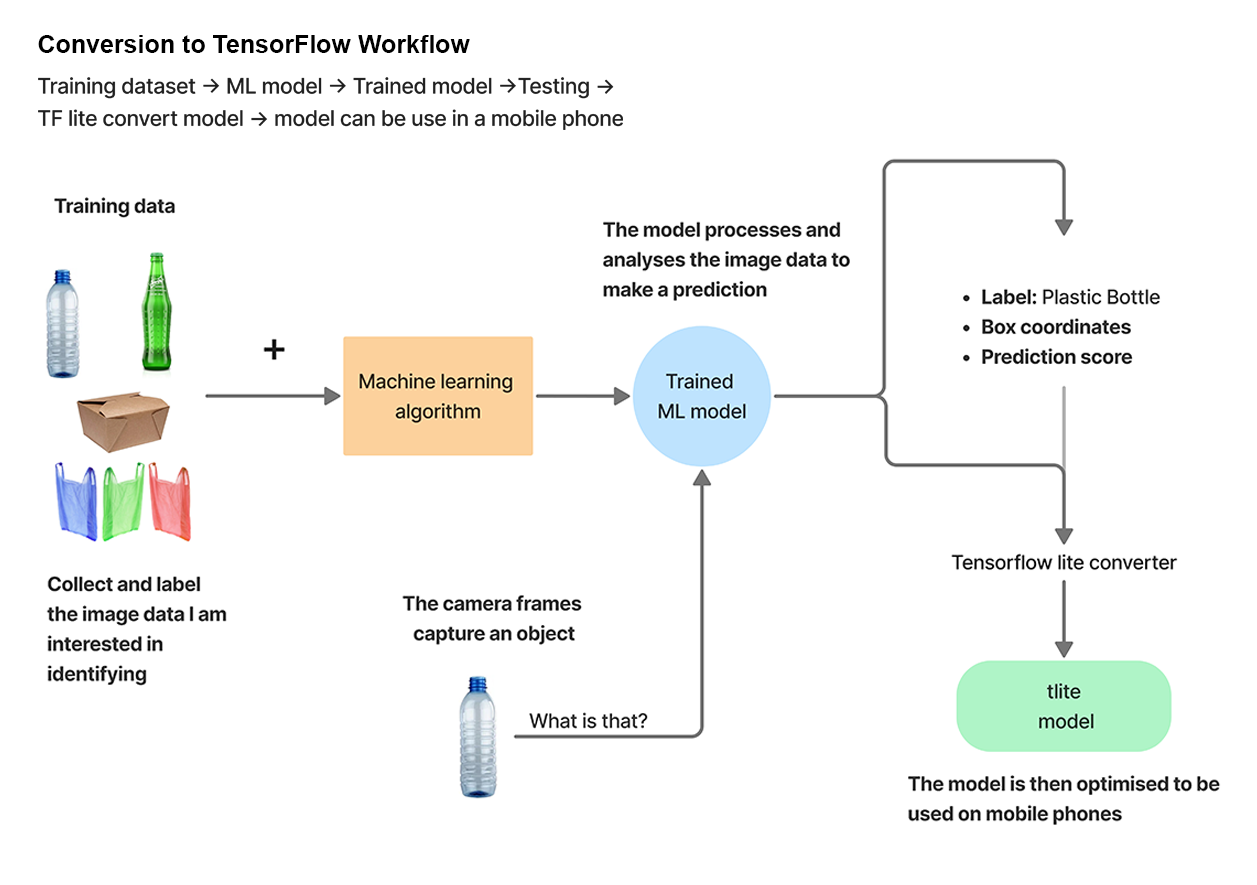 Conversion to TensorFlow Workflow
Training dataset → ML model → Trained model →Testing →
TF lite convert model → model can be use in a mobile phone
Training data
+
Collect and label
the image data I am
interested in
identifying
Machine learning
algorithm
The model processes and
analyses the image data to
make a prediction
Trained
ML model
The camera frames
capture an object
What is that?
• Label: Plastic Bottle
• Box coordinates
• Prediction score
Tensorflow lite converter
tlite
model
The model is then optimised to be
used on mobile phones